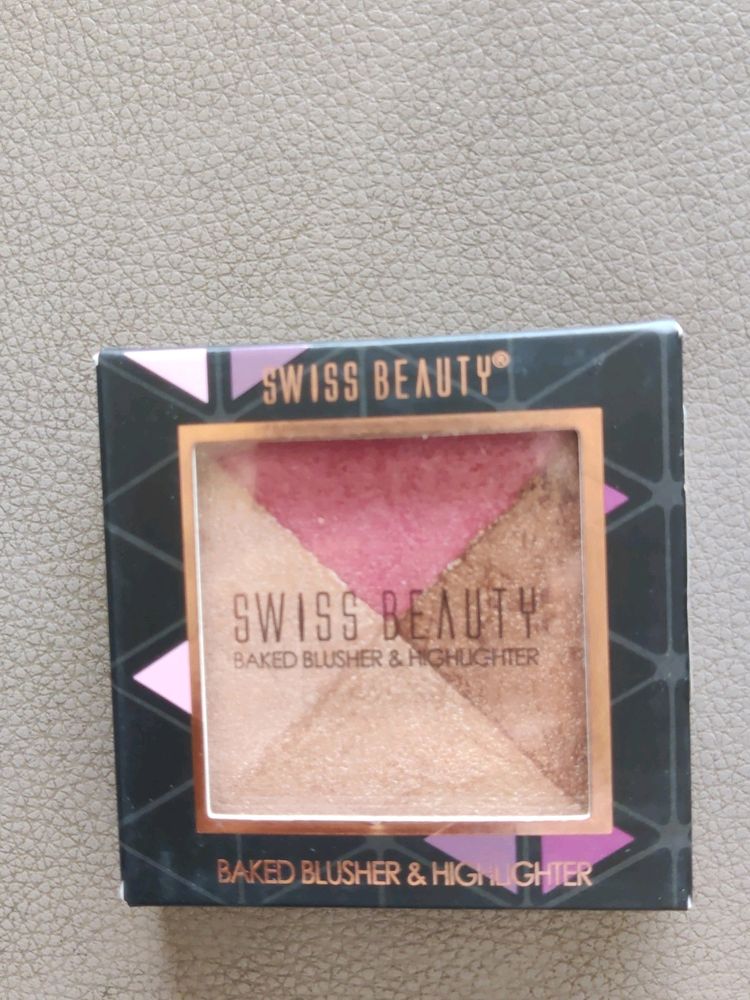 SWISS BEAUTY®
SWISS BEAUTY
BAKED BLUSHER & HIGHLIGHTER
BAKED BLUSHER & HIGHLIGHTER